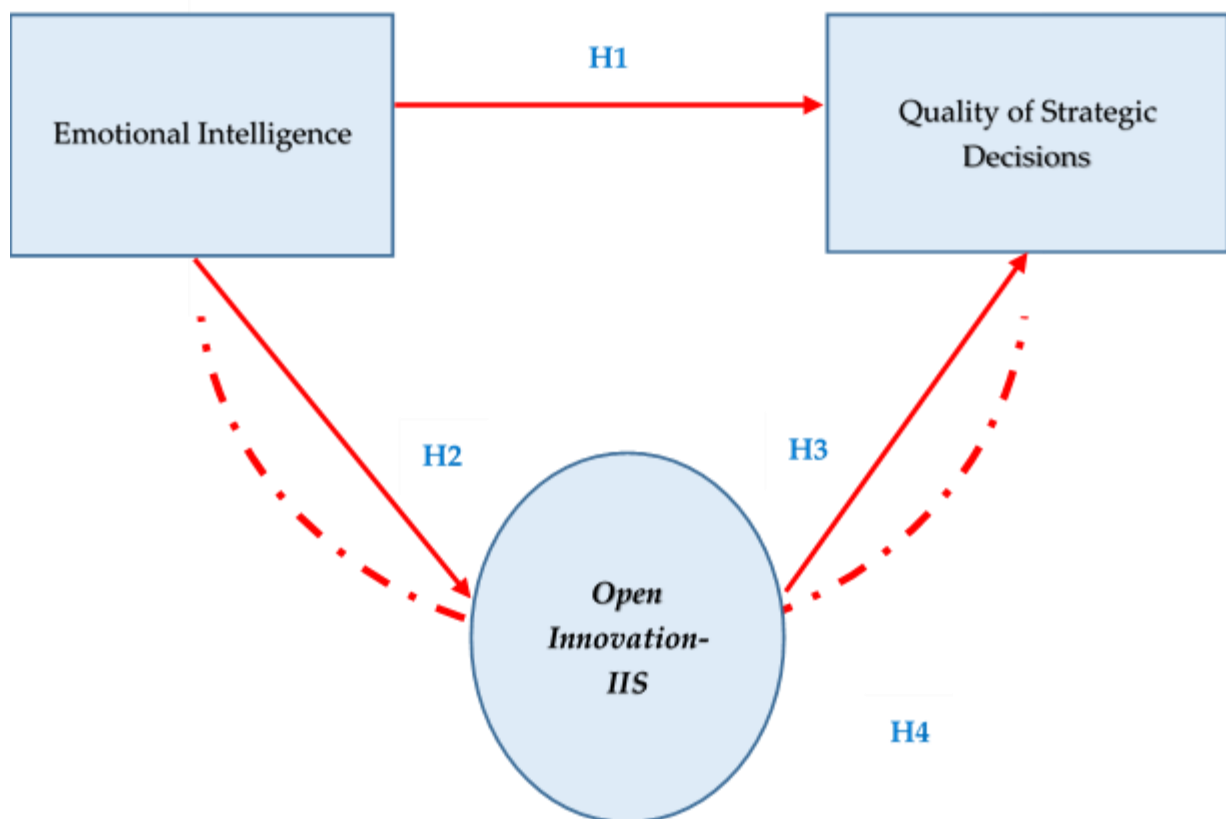 H1
Emotional Intelligence
Quality of Strategic
Decisions
H2
H3
Open
Innovation-
IIS
H4